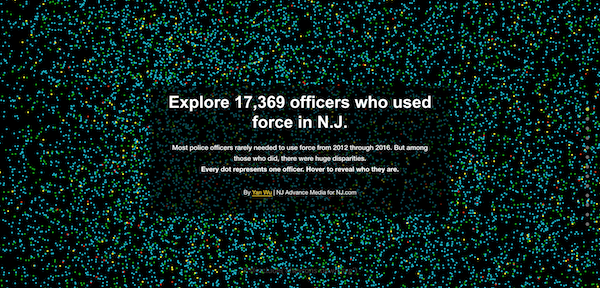 Explore 17,369 officers who used
force in N.J.
Most police officers rarely needed to use force from 2012 through 2016. But among
those who did, there were huge disparities.
Every dot represents one officer. Hover to reveal who they are.
By Yan Wu | NJ Advance Media for NJ.com